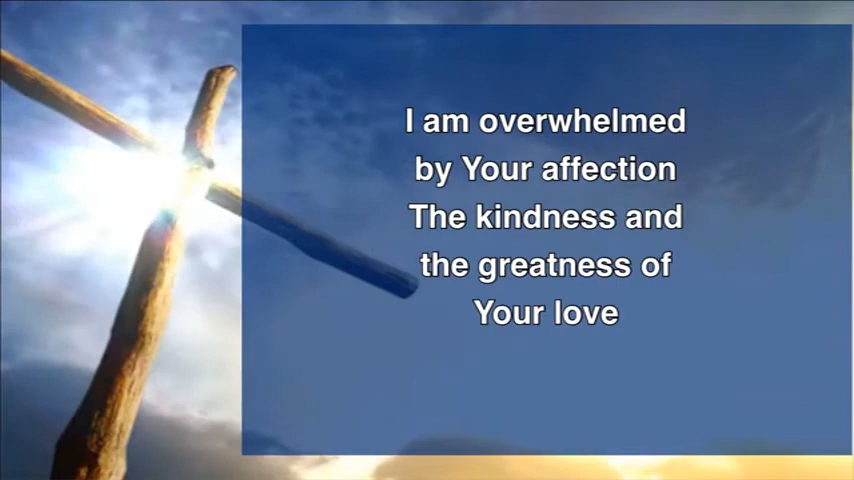 I am overwhelmed
by Your affection
The kindness and
the greatness of
Your love